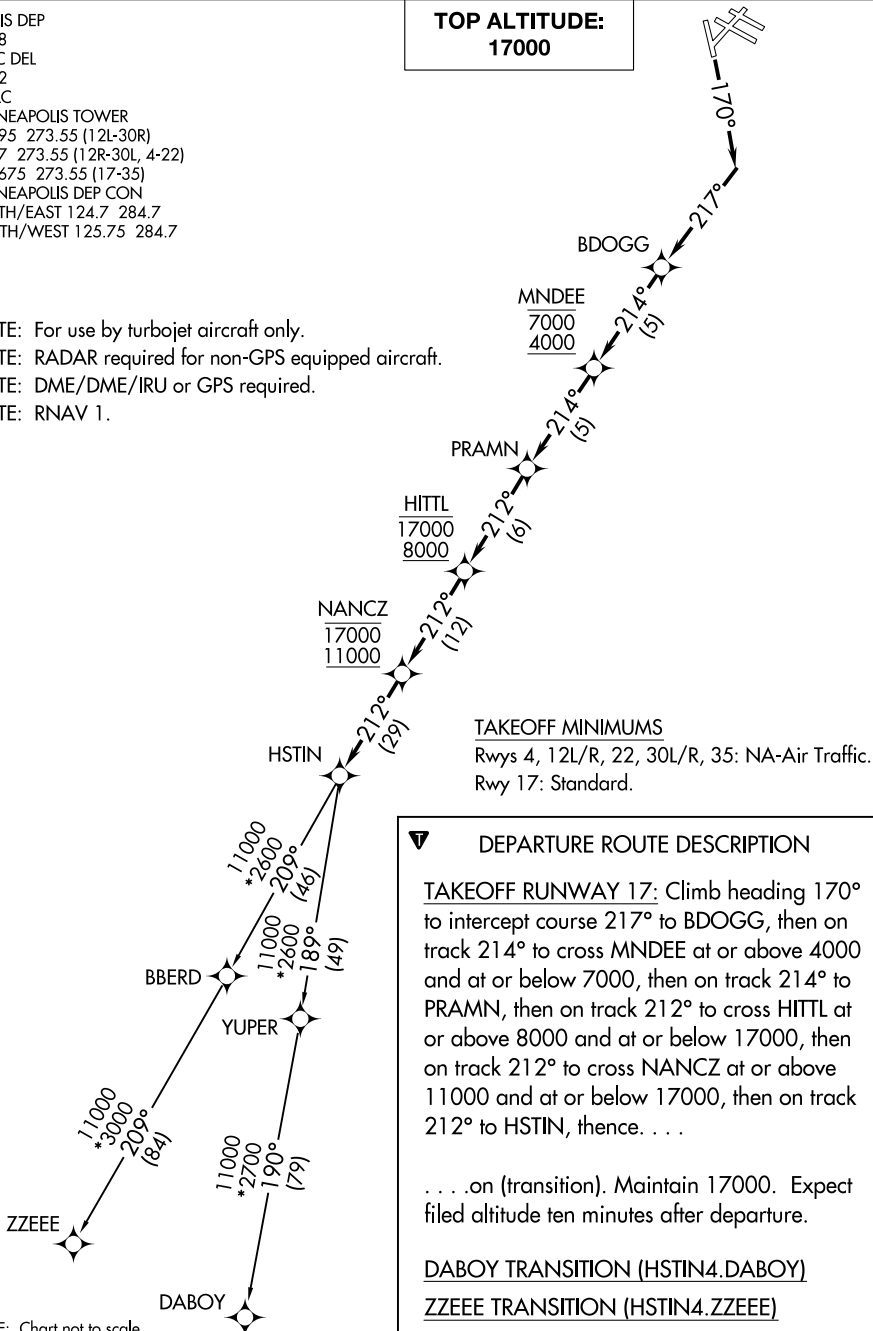 IS DEP
8
C DEL
2
C
NEAPOLIS TOWER
95 273.55 (12L-30R)
7 273.55 (12R-30L, 4-22)
675 273.55 (17-35)
NEAPOLIS DEP CON
TH/EAST 124.7 284.7
TH/WEST 125.75 284.7
TOP ALTITUDE:
17000
170°
217°
BDOGG
214°
(5)
MNDEE
7000
4000
TE: For use by turbojet aircraft only.
TE: RADAR required for non-GPS equipped aircraft.
TE: DME/DME/IRU or GPS required.
TE: RNAV 1.
214°
(5)
PRAMN
212°
(6)
HITTL
17000
8000
212°
(12)
NANCZ
17000
11000
212°
(29)
HSTIN
TAKEOFF MINIMUMS
Rwys 4, 12L/R, 22, 30L/R, 35: NA-Air Traffic.
Rwy 17: Standard.
11000
*2600
209°
(46)
11000
*2600
189°
(49)
BBERD
YUPER
11000
*3000
209°
(84)
11000
*2700
190°
(79)
ZZEEE
DABOY
E: Chart not to scale
T
DEPARTURE ROUTE DESCRIPTION
TAKEOFF RUNWAY 17: Climb heading 170°
to intercept course 217° to BDOGG, then on
track 214° to cross MNDEE at or above 4000
and at or below 7000, then on track 214° to
PRAMN, then on track 212° to cross HITTL at
or above 8000 and at or below 17000, then
on track 212° to cross NANCZ at or above
11000 and at or below 17000, then on track
212° to HSTIN, thence. . . .
. . . .on (transition). Maintain 17000. Expect
filed altitude ten minutes after departure.
DABOY TRANSITION (HSTIN4.DABOY)
ZZEEE TRANSITION (HSTIN4.ZZEEE)